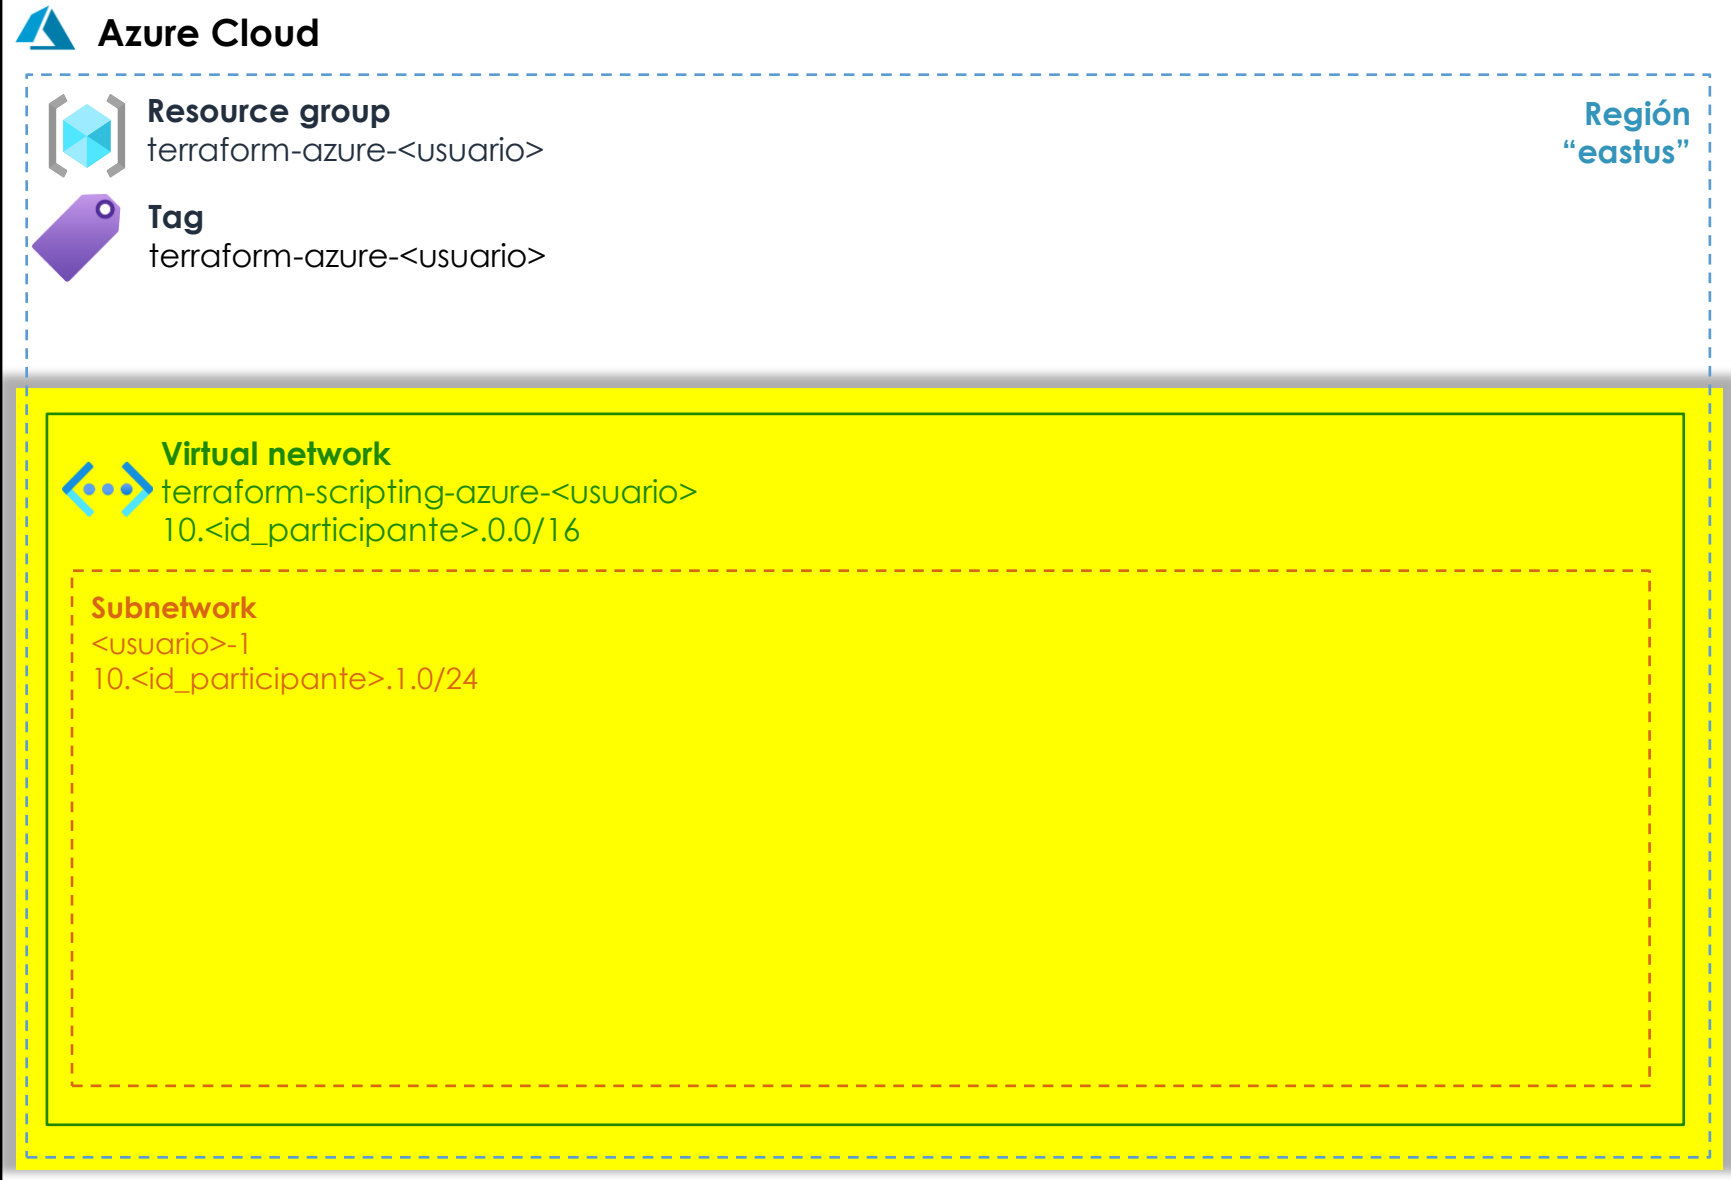 Azure Cloud
Resource group
terraform-azure-<usuario>
Región
“eastus”
Tag
terraform-azure-<usuario>
Virtual network
terraform-scripting-azure-<usuario>
10.<id_participante>.0.0/16
Subnetwork
<usuario>-1
10.<id_participante>.1.0/24